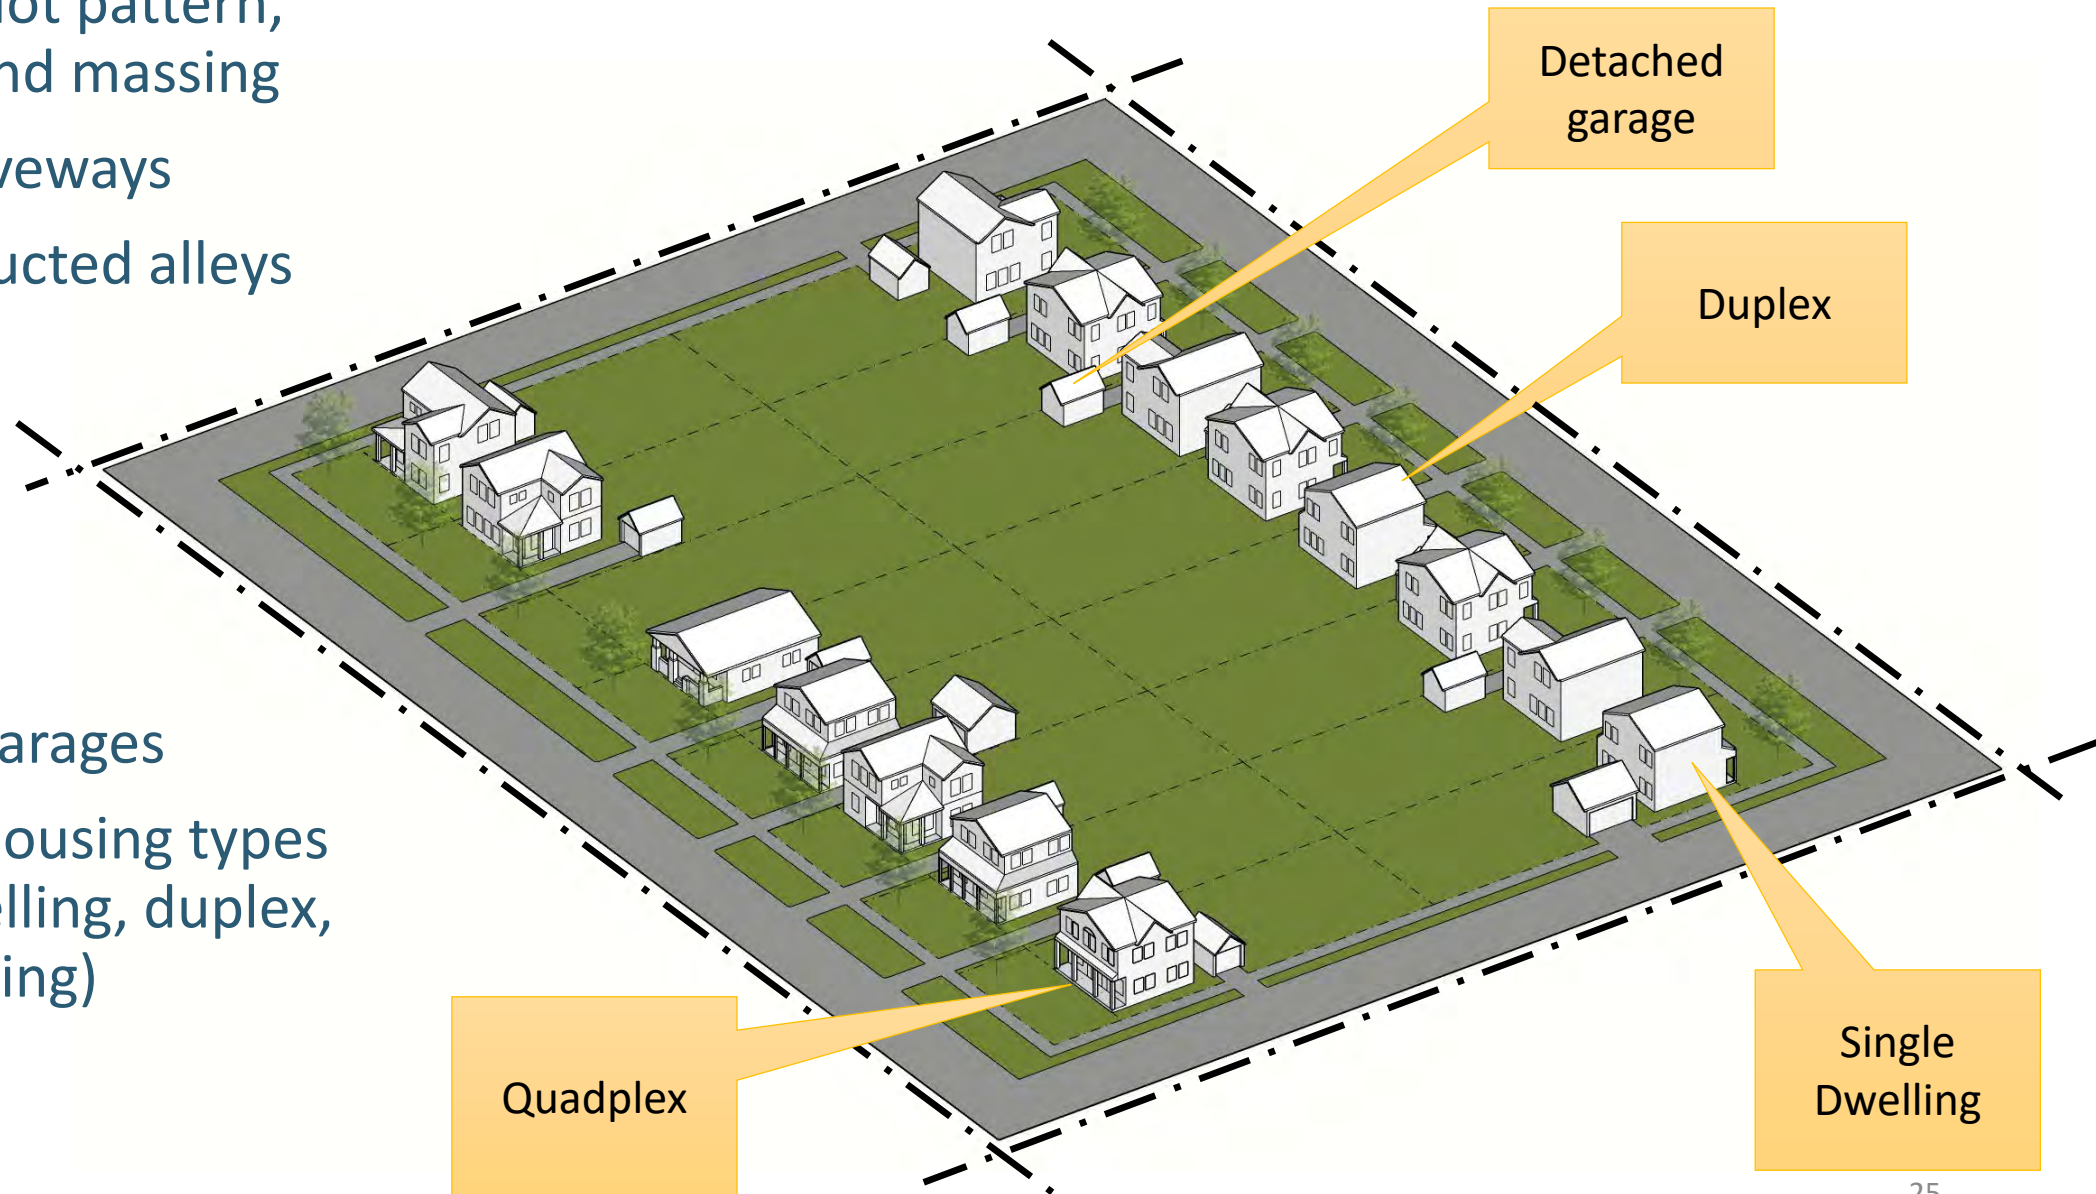 lot pattern,
nd massing
veways
ucted alleys
arages
ousing types
elling, duplex,
ing)
Detached
garage
Duplex
Quadplex
Single
Dwelling
25